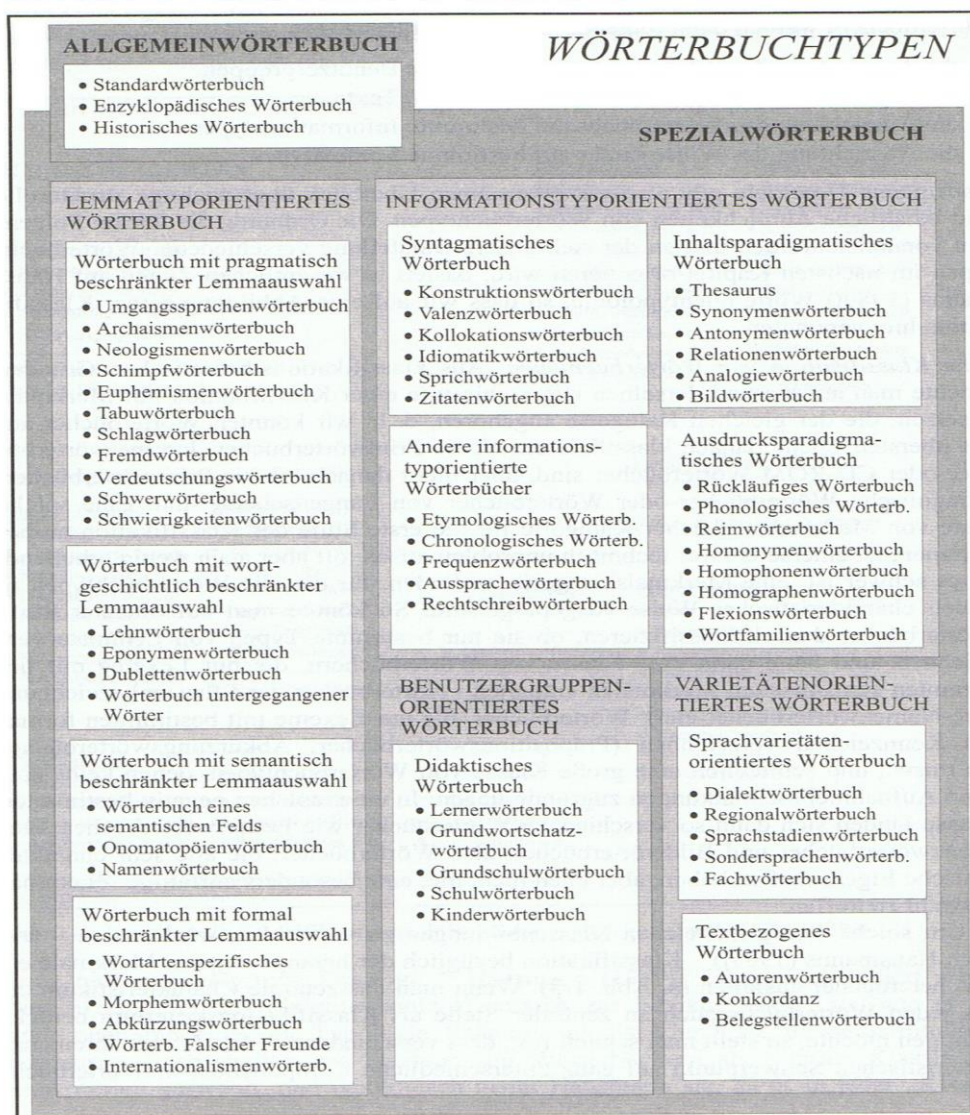 WÖRTERBUCHTYPEN
ALLGEMEINWÖRTERBUCH
• Standardwörterbuch
• Enzyklopädisches Wörterbuch
• Historisches Wörterbuch
SPEZIALWÖRTERBUCH
LEMMATYPORIENTIERTES
WÖRTERBUCH
Wörterbuch mit pragmatisch
beschränkter Lemmaauswahl
• Umgangssprachenwörterbuch
• Archaismenwörterbuch
• Neologismenwörterbuch
• Schimpfwörterbuch
• Euphemismenwörterbuch
• Tabuwörterbuch
• Schlagwörterbuch
• Fremdwörterbuch
• Verdeutschungswörterbuch
• Schwerwörterbuch
• Schwierigkeitenwörterbuch
Wörterbuch mit wort-
geschichtlich beschränkter
Lemmaauswahl
• Lehnwörterbuch
• Eponymenwörterbuch
• Dublettenwörterbuch
• Wörterbuch untergegangener
Wörter
Wörterbuch mit semantisch
beschränkter Lemmaauswahl
• Wörterbuch eines
semantischen Felds
• Onomatopöienwörterbuch
• Namenwörterbuch
Wörterbuch mit formal
beschränkter Lemmaauswahl
• Wortartenspezifisches
Wörterbuch
• Morphemwörterbuch
• Abkürzungswörterbuch
• Wörterb. Falscher Freunde
• Internationalismenwörterb.
INFORMATIONSTYPORIENTIERTES WÖRTERBUCH
Syntagmatisches
Wörterbuch
• Konstruktionswörterbuch
• Valenzwörterbuch
• Kollokationswörterbuch
• Idiomatikwörterbuch
• Sprichwörterbuch
• Zitatenwörterbuch
Inhaltsparadigmatisches
Wörterbuch
• Thesaurus
• Synonymenwörterbuch
• Antonymenwörterbuch
• Relationenwörterbuch
• Analogiewörterbuch
• Bildwörterbuch
Andere informations-
typorientierte
Wörterbücher
• Etymologisches Wörterb.
• Chronologisches Wörterb.
• Frequenzwörterbuch
• Aussprachewörterbuch
• Rechtschreibwörterbuch
Ausdrucksparadigma-
tisches Wörterbuch
• Rückläufiges Wörterbuch
• Phonologisches Wörterb.
• Reimwörterbuch
• Homonymenwörterbuch
• Homophonenwörterbuch
• Homographenwörterbuch
• Flexionswörterbuch
• Wortfamilienwörterbuch
BENUTZERGRUPPEN-
ORIENTIERTES
WÖRTERBUCH
Didaktisches
Wörterbuch
• Lernerwörterbuch
• Grundwortschatz-
wörterbuch
• Grundschulwörterbuch
• Schulwörterbuch
• Kinderwörterbuch
VARIETÄTENORIEN-
TIERTES WÖRTERBUCH
Sprachvarietäten-
orientiertes Wörterbuch
• Dialektwörterbuch
• Regionalwörterbuch
• Sprachstadienwörterbuch
• Sondersprachenwörterb.
• Fachwörterbuch
Textbezogenes
Wörterbuch
• Autorenwörterbuch
• Konkordanz
• Belegstellenwörterbuch